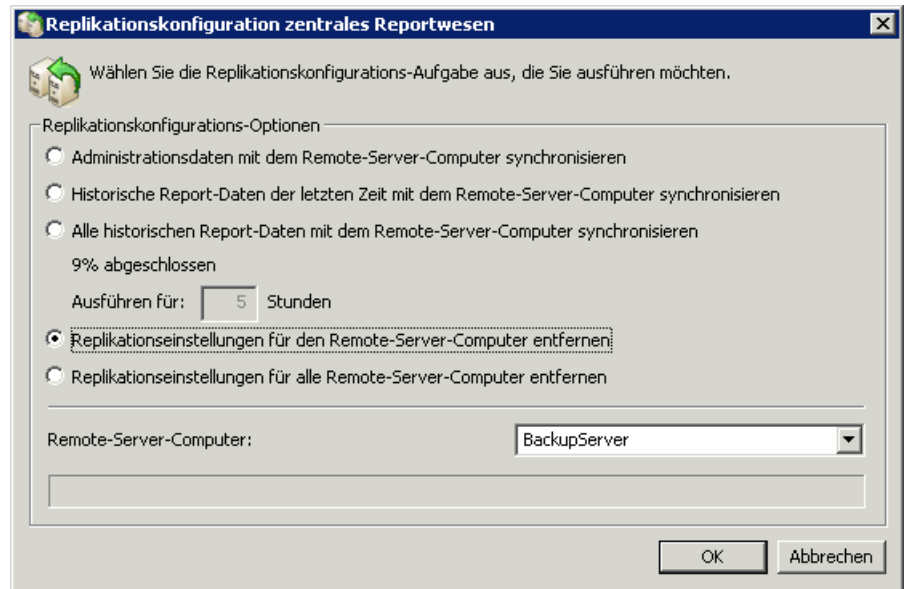 Replikationskonfiguration zentrales Reportwesen
Wählen Sie die Replikationskonfigurations-Aufgabe aus, die Sie ausführen möchten.
Replikationskonfigurations-Optionen
Administrationsdaten mit dem Remote-Server-Computer synchronisieren
Historische Report-Daten der letzten Zeit mit dem Remote-Server-Computer synchronisieren
Alle historischen Report-Daten mit dem Remote-Server-Computer synchronisieren
9% abgeschlossen
Ausführen für: 5 Stunden
Replikationseinstellungen für den Remote-Server-Computer entfernen
Replikationseinstellungen für alle Remote-Server-Computer entfernen
Remote-Server-Computer: BackupServer
OK Abbrechen